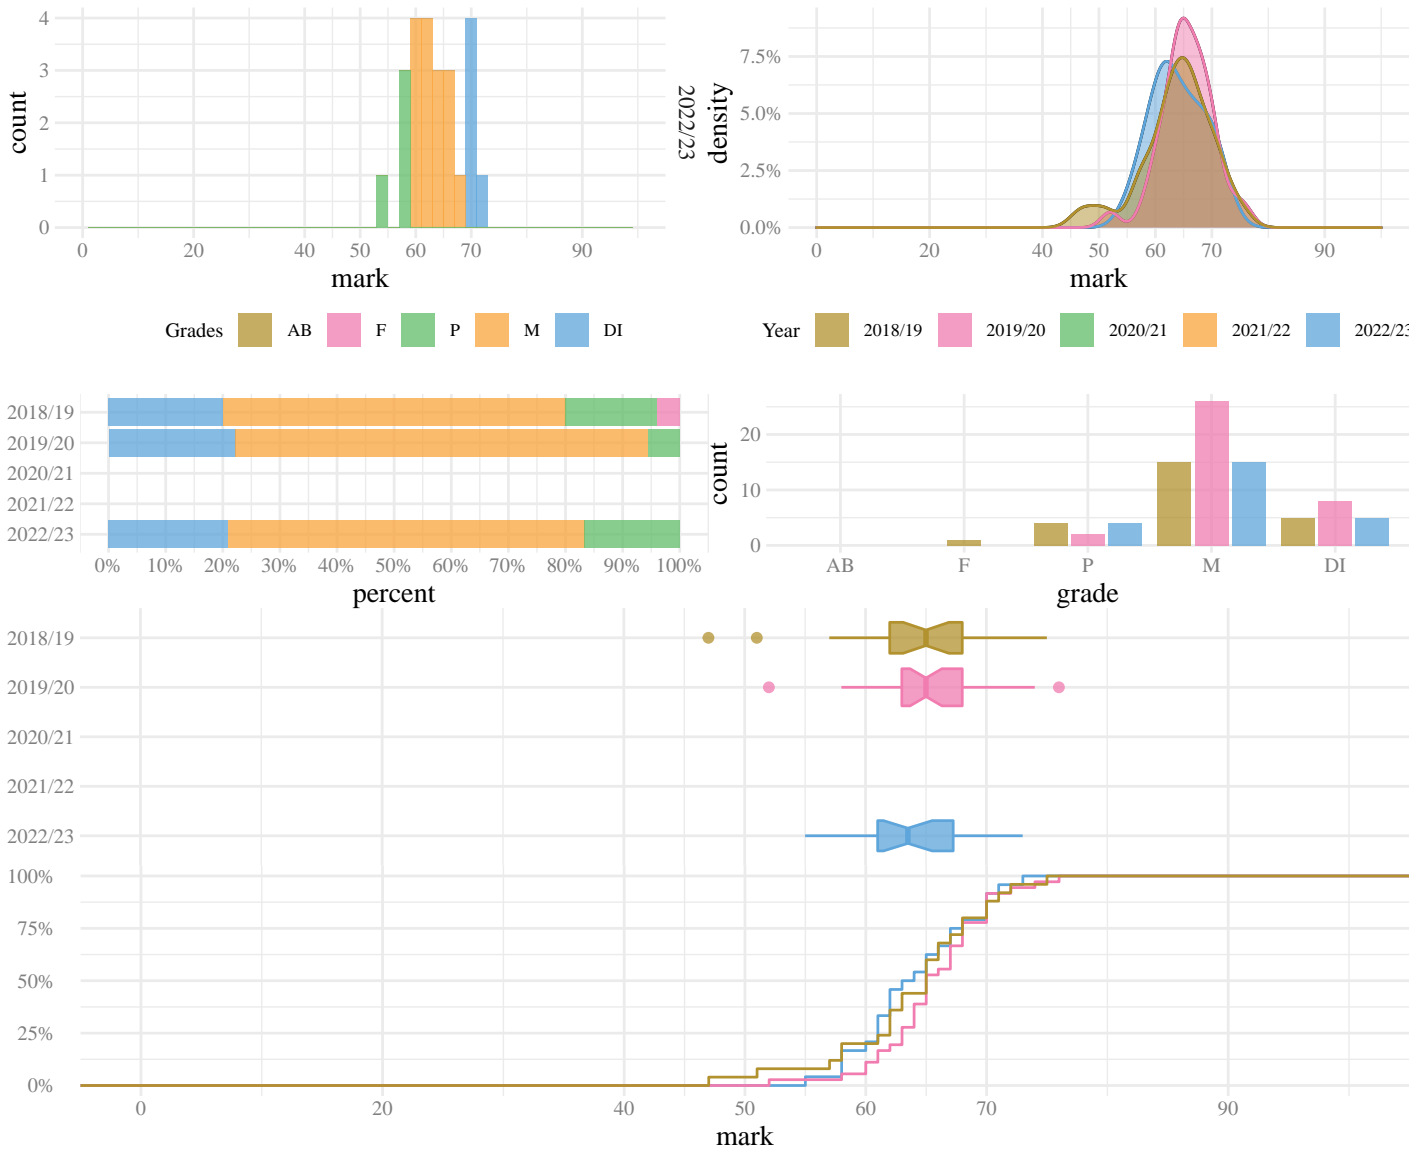 4
3
2
1
0
count
0 20 40 50 60 70 90
mark
2022/23
7.5%
5.0%
2.5%
0.0%
density
0 20 40 50 60 70 90
mark
Grades AB F P M DI
Year 2018/19 2019/20 2020/21 2021/22 2022/23
2018/19
2019/20
2020/21
2021/22
2022/23
0% 10% 20% 30% 40% 50% 60% 70% 80% 90% 100%
percent
20
10
0
count
AB F P M DI
grade
2018/19
2019/20
2020/21
2021/22
2022/23
100%
75%
50%
25%
0%
0 20 40 50 60 70 90
mark